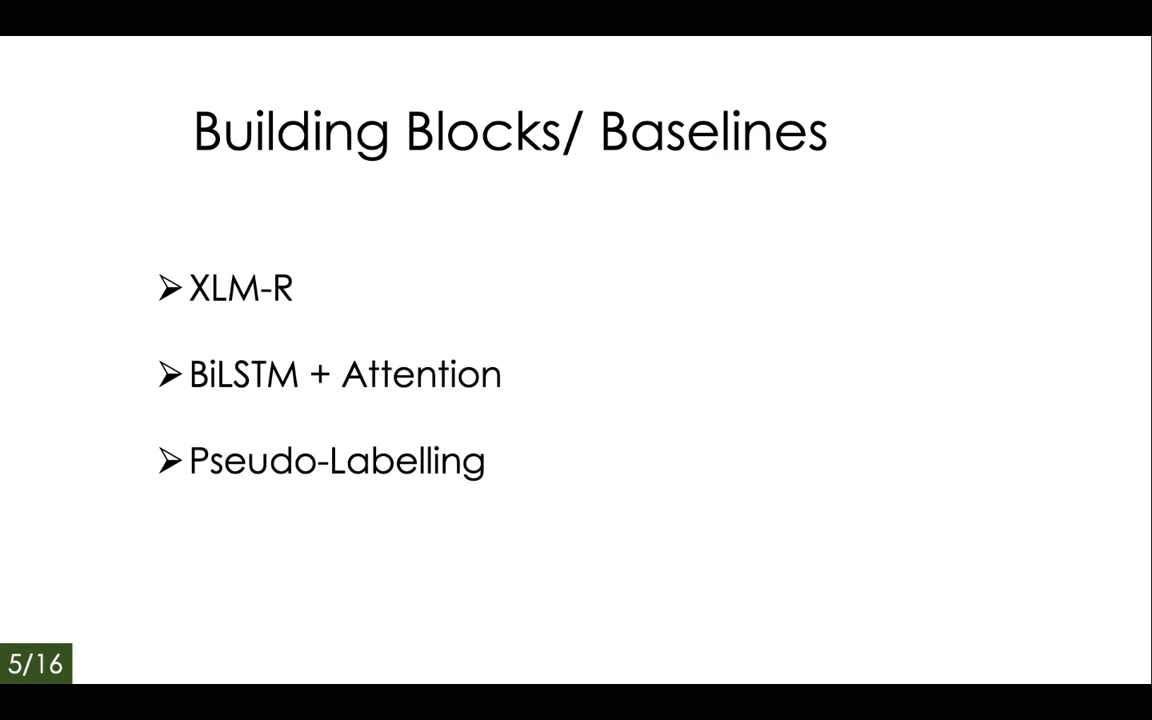 Building Blocks/ Baselines
➢ XLM-R
➢ BiLSTM + Attention
➢ Pseudo-Labelling
5/16